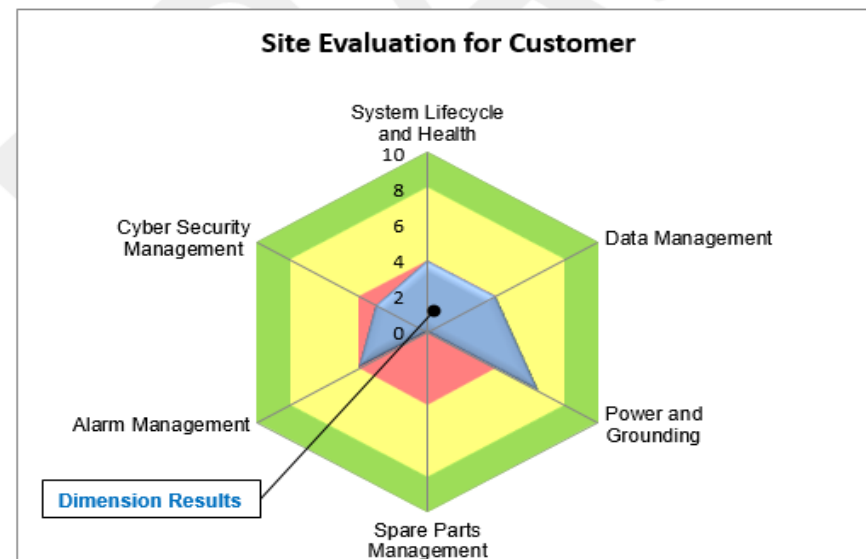 Site Evaluation for Customer
System Lifecycle
and Health
10
8
6
4
2
0
Cyber Security
Management
Data Management
Alarm Management
Power and
Grounding
Dimension Results
Spare Parts
Management